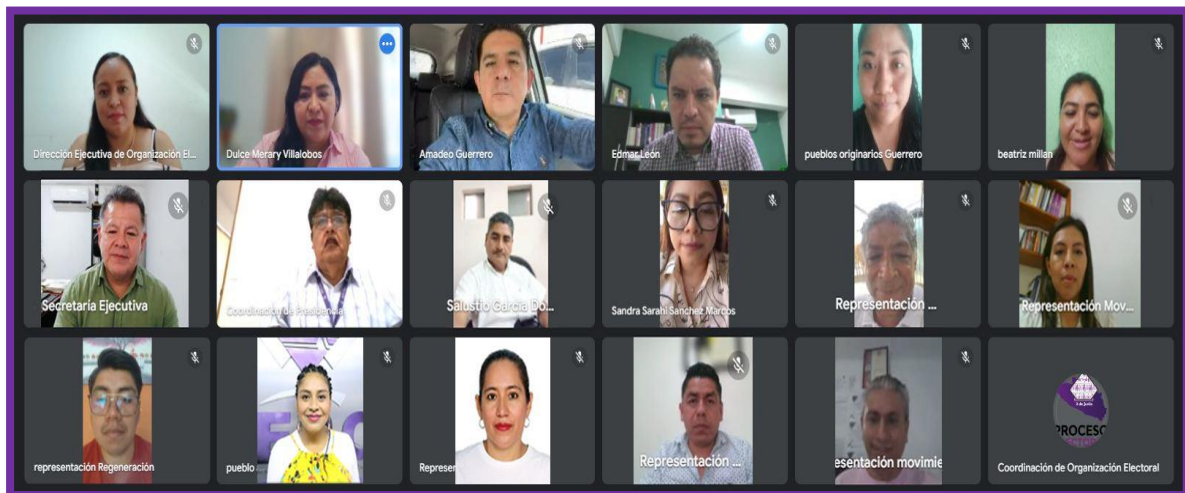 Dirección Ejecutiva de Organización El...
Dulce Merary Villalobos
Amadeo Guerrero
Edmar León
pueblos originarios Guerrero
beatriz millan
Secretaría Ejecutiva
Coordinación de Presidencia
Salustio García Do...
Sandra Sarahi Sanchez Marcos
Representación ...
Representación Mov...
representación Regeneración
pueblo
Represen
Representación ...
esentación movimie
PROCESO
Coordinación de Organización Electoral